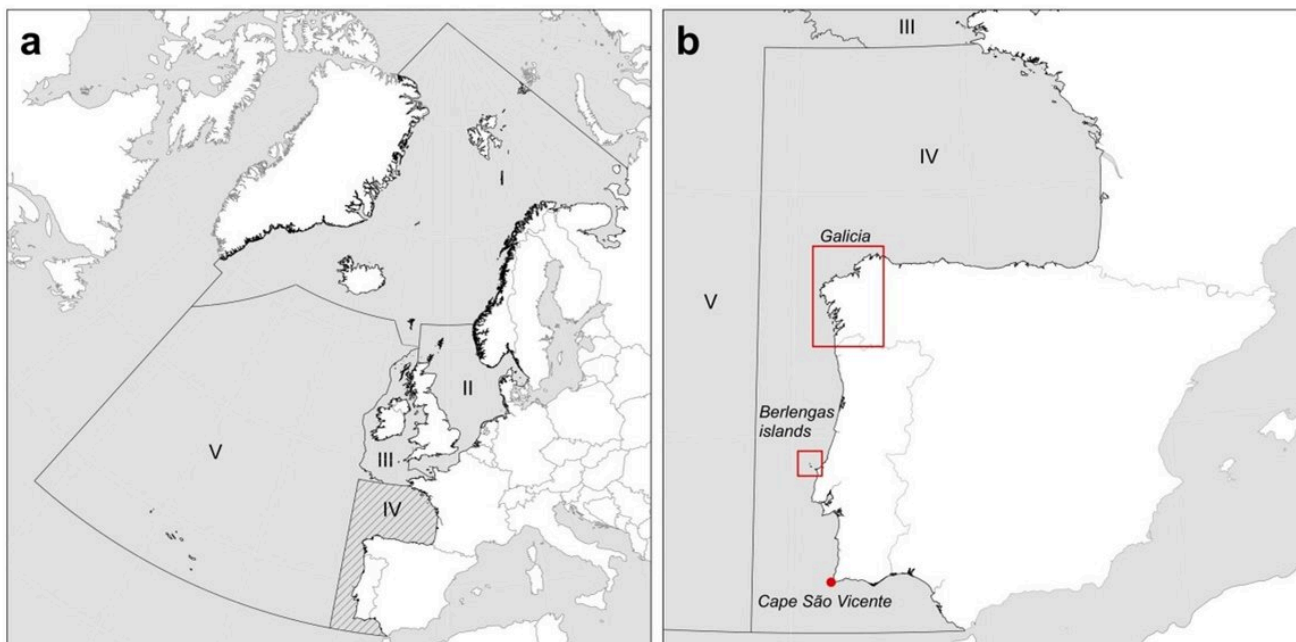 a
I
II
III
IV
V
b
III
IV
Galicia
V
Berlengas
islands
Cape São Vicente